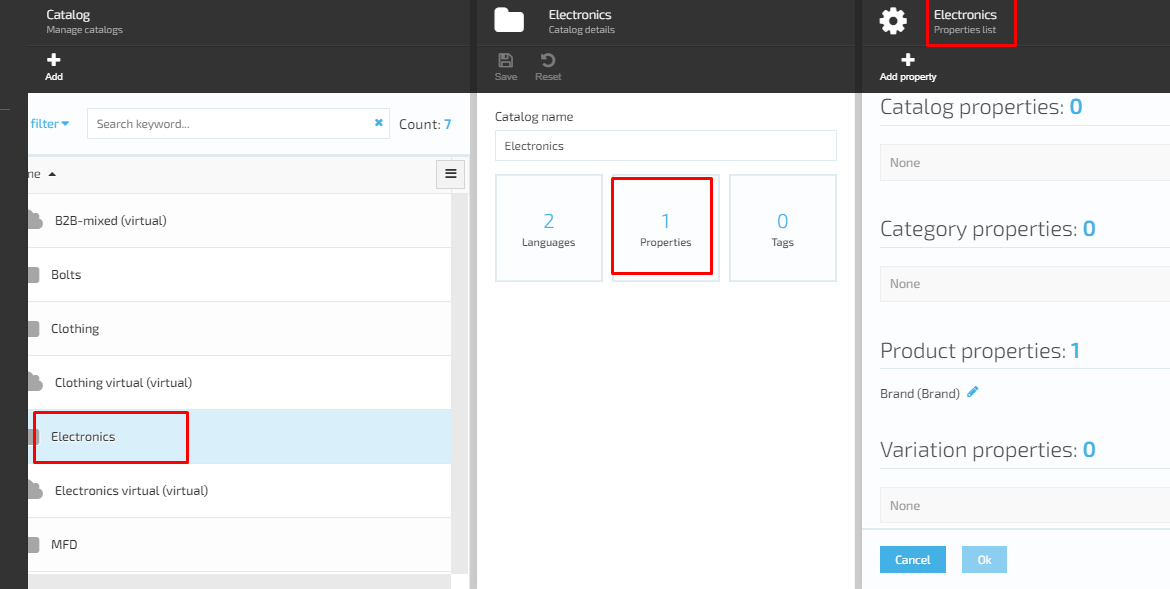 Catalog
Manage catalogs
Add
filter
Search keyword...
Count: 7
me
B2B-mixed (virtual)
Bolts
Clothing
Clothing virtual (virtual)
Electronics
Electronics virtual (virtual)
MFD
Electronics
Catalog details
Save
Reset
Catalog name
Electronics
2
Languages
1
Properties
0
Tags
Electronics
Properties list
Add property
Catalog properties: 0
None
Category properties: 0
None
Product properties: 1
Brand (Brand)
Variation properties: 0
None
Cancel
Ok